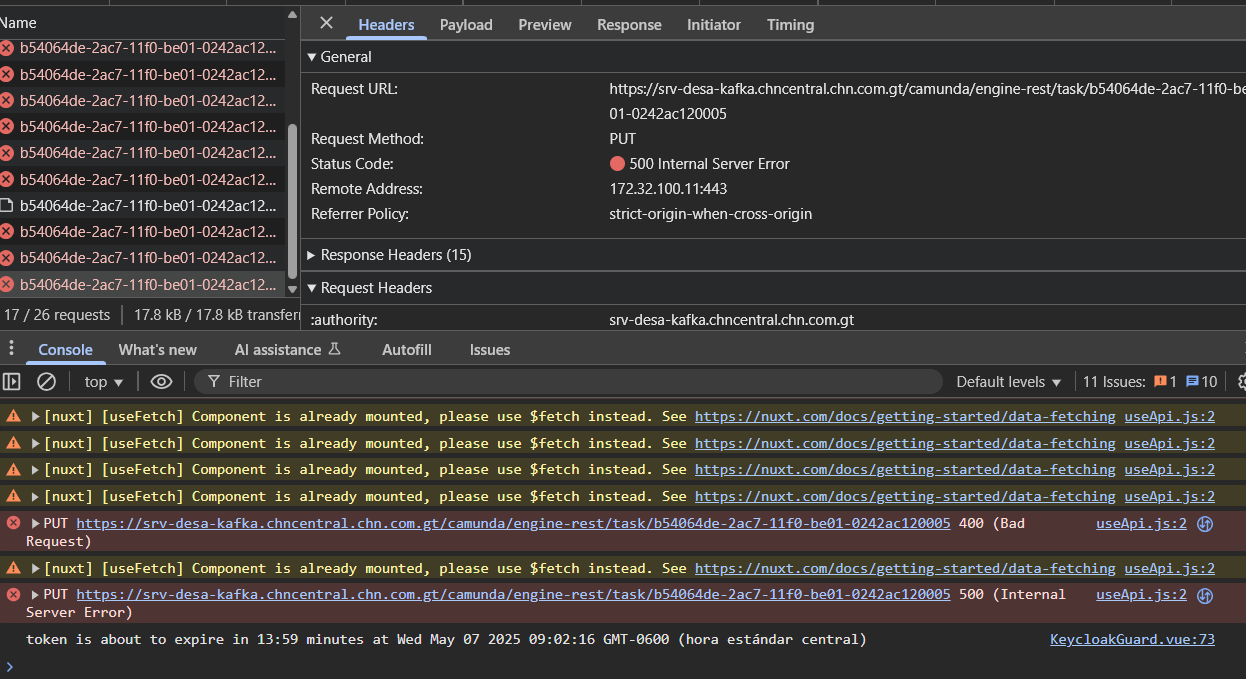 Name
b54064de-2ac7-11f0-be01-0242ac12...
b54064de-2ac7-11f0-be01-0242ac12...
b54064de-2ac7-11f0-be01-0242ac12...
b54064de-2ac7-11f0-be01-0242ac12...
b54064de-2ac7-11f0-be01-0242ac12...
b54064de-2ac7-11f0-be01-0242ac12...
b54064de-2ac7-11f0-be01-0242ac12...
b54064de-2ac7-11f0-be01-0242ac12...
b54064de-2ac7-11f0-be01-0242ac12...
b54064de-2ac7-11f0-be01-0242ac12...
17 / 26 requests 17.8 kB / 17.8 kB transferr
Headers Payload Preview Response Initiator Timing
General
Request URL: https://srv-desa-kafka.chncentral.chn.com.gt/camunda/engine-rest/task/b54064de-2ac7-11f0-be
01-0242ac120005
Request Method: PUT
Status Code: 500 Internal Server Error
Remote Address: 172.32.100.11:443
Referrer Policy: strict-origin-when-cross-origin
Response Headers (15)
Request Headers
:authority: srv-desa-kafka.chncentral.chn.com.gt
Console What's new AI assistance Autofill Issues
top Filter Default levels 11 Issues: 1 10
[nuxt] [useFetch] Component is already mounted, please use $fetch instead. See https://nuxt.com/docs/getting-started/data-fetching useApi.js:2
[nuxt] [useFetch] Component is already mounted, please use $fetch instead. See https://nuxt.com/docs/getting-started/data-fetching useApi.js:2
[nuxt] [useFetch] Component is already mounted, please use $fetch instead. See https://nuxt.com/docs/getting-started/data-fetching useApi.js:2
[nuxt] [useFetch] Component is already mounted, please use $fetch instead. See https://nuxt.com/docs/getting-started/data-fetching useApi.js:2
PUT https://srv-desa-kafka.chncentral.chn.com.gt/camunda/engine-rest/task/b54064de-2ac7-11f0-be01-0242ac120005 400 (Bad useApi.js:2
Request)
[nuxt] [useFetch] Component is already mounted, please use $fetch instead. See https://nuxt.com/docs/getting-started/data-fetching useApi.js:2
PUT https://srv-desa-kafka.chncentral.chn.com.gt/camunda/engine-rest/task/b54064de-2ac7-11f0-be01-0242ac120005 500 (Internal useApi.js:2
Server Error)
token is about to expire in 13:59 minutes at Wed May 07 2025 09:02:16 GMT-0600 (hora estándar central) KeycloakGuard.vue:73